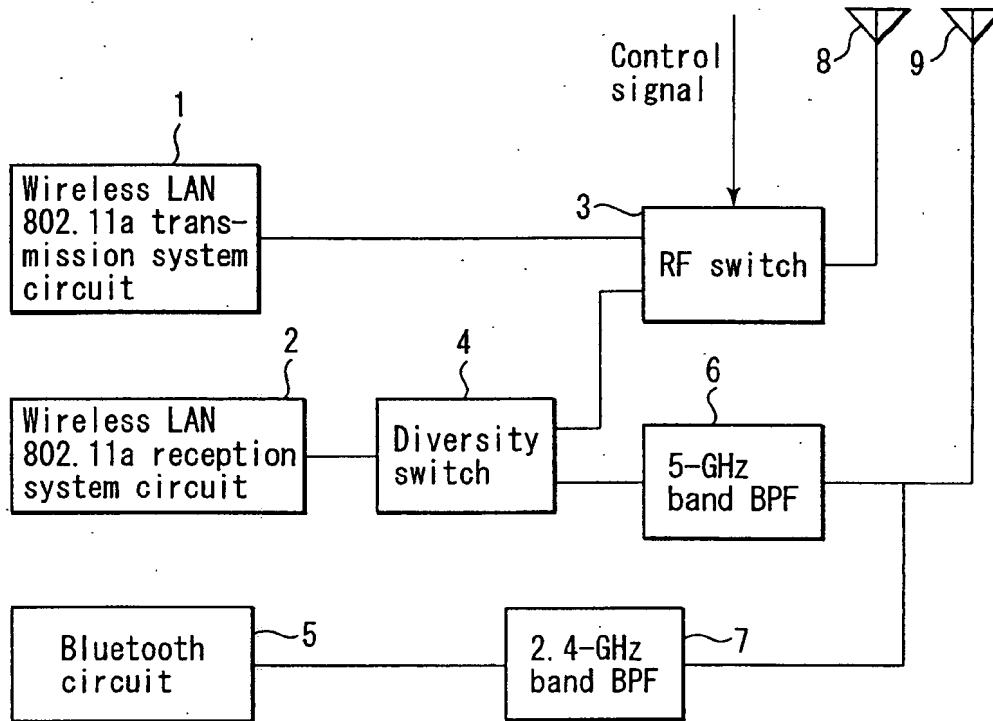 Control
signal
8
9
1
Wireless LAN
802.11a trans-
mission system
circuit
3
RF switch
2
Wireless LAN
802.11a reception
system circuit
4
Diversity
switch
6
5-GHz
band BPF
Bluetooth
circuit
5
2.4-GHz
band BPF
7